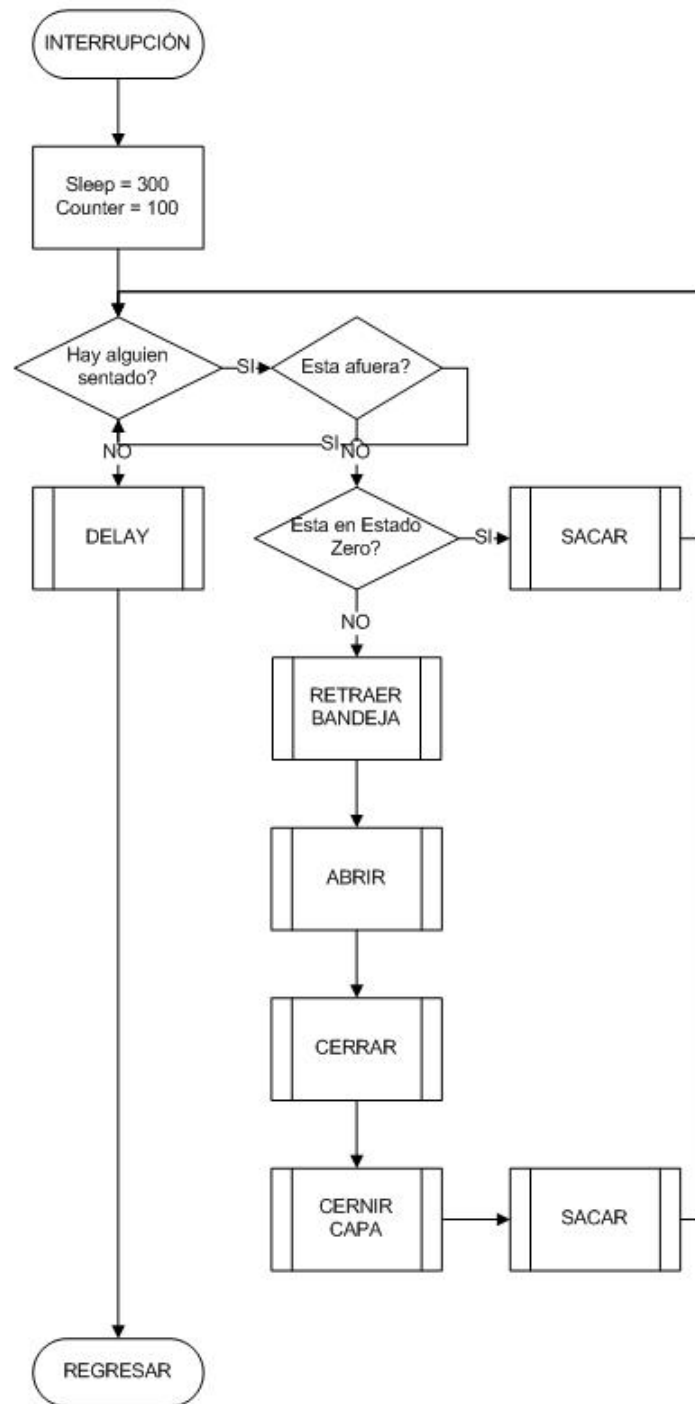 INTERRUPCIÓN
Sleep = 300
Counter = 100
Hay alguien
sentado?
SI
Esta afuera?
SI
NO
NO
DELAY
Esta en Estado
Zero?
SI
SACAR
NO
RETRAER
BANDEJA
ABRIR
CERRAR
CERNIR
CAPA
SACAR
REGRESAR